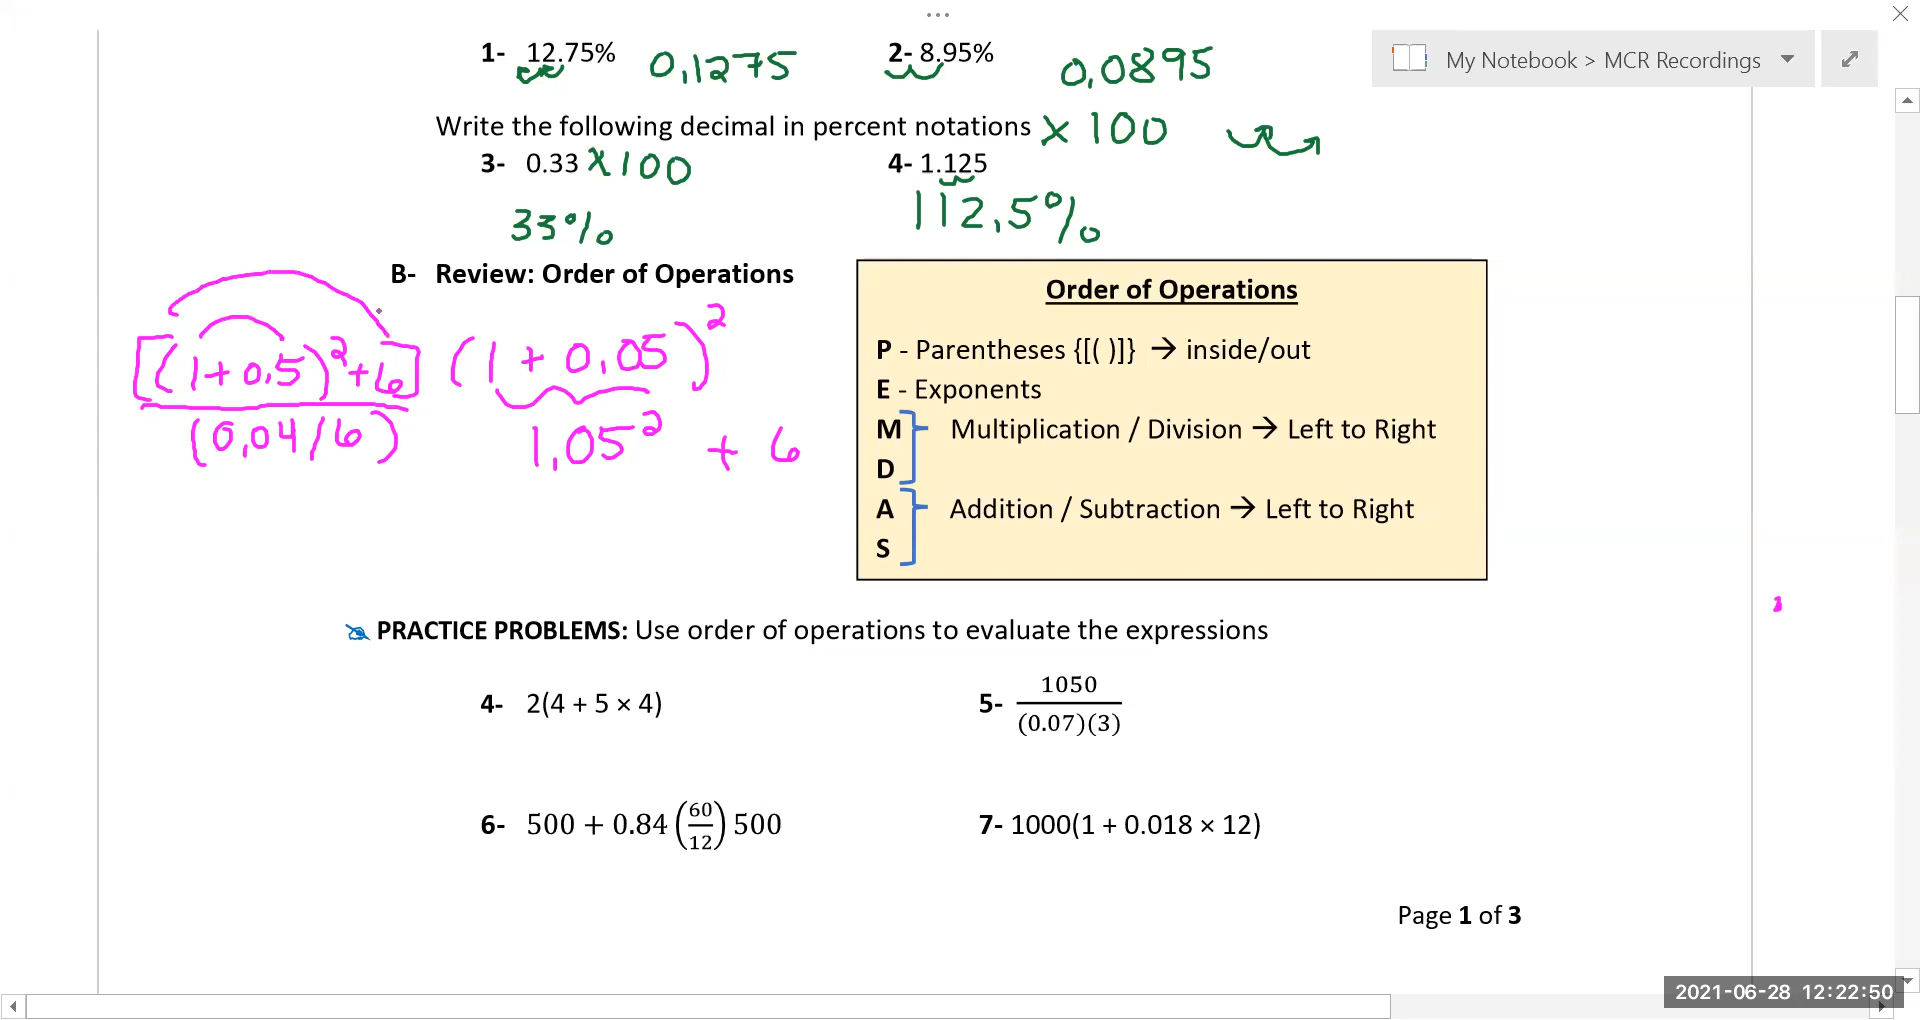 My Notebook > MCR Recordings
1- 12.75% 0.1275 2- 8.95% 0.0895
Write the following decimal in percent notations × 100
3- 0.33 ×100 4- 1.125
33% 112.5%
B- Review: Order of Operations
[(1+0.5)²+6] (1 + 0.05)²
(0.04/6) 1.05² + 6
Order of Operations
P - Parentheses {[( )]} → inside/out
E - Exponents
M Multiplication / Division → Left to Right
D
A Addition / Subtraction → Left to Right
S
PRACTICE PROBLEMS: Use order of operations to evaluate the expressions
4- 2(4 + 5 × 4) 5- 1050
(0.07)(3)
6- 500 + 0.84 (60/12) 500 7- 1000(1 + 0.018 × 12)
Page 1 of 3
2021-06-28 12:22:50